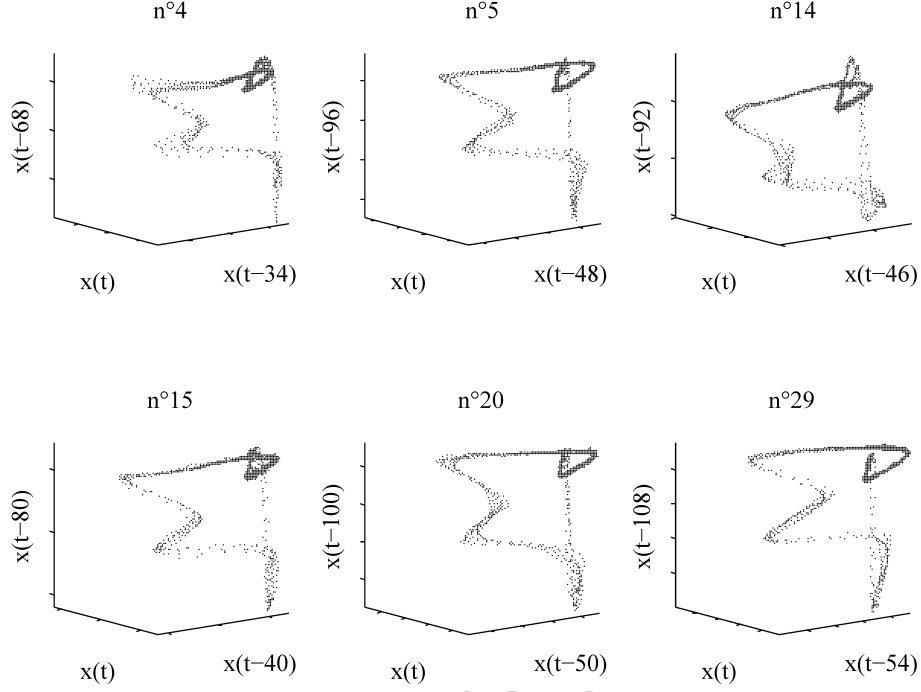 n°4 n°5 n°14
x(t−68) x(t−96) x(t−92)
x(t) x(t−34) x(t) x(t−48) x(t) x(t−46)
n°15 n°20 n°29
x(t−80) x(t−100) x(t−108)
x(t) x(t−40) x(t) x(t−50) x(t) x(t−54)